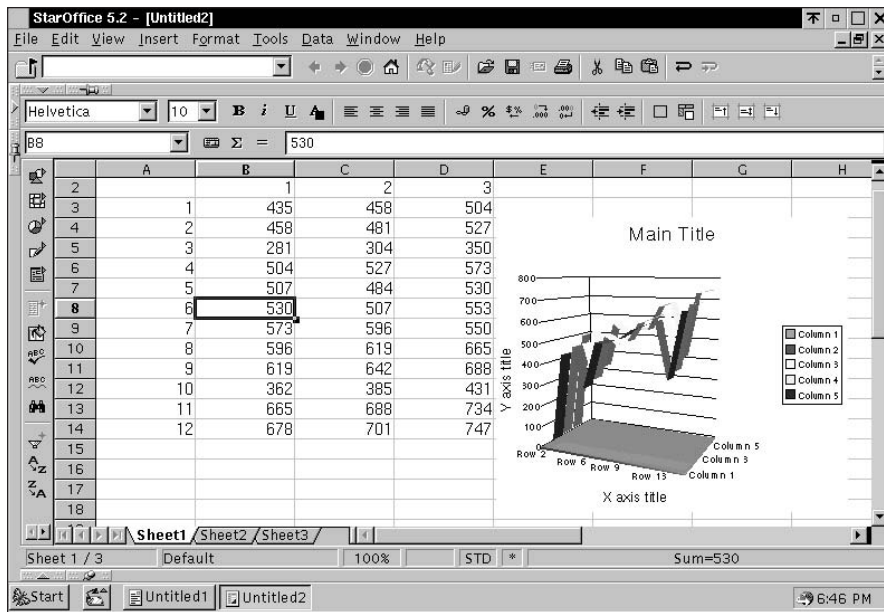 StarOffice 5.2 - [Untitled2]
File Edit View Insert Format Tools Data Window Help
Helvetica 10 B i U A
B8 Σ = 530
A B C D E F G H
2 1 2 3
3 1 435 458 504
4 2 458 481 527
5 3 281 304 350
6 4 504 527 573
7 5 507 484 530
8 6 530 507 553
9 7 573 596 550
10 8 596 619 665
11 9 619 642 688
12 10 362 385 431
13 11 665 688 734
14 12 678 701 747
15
16
17
18
Main Title
800
700
600
500
400
300
200
100
0
Y axis title
Row 2 Row 6 Row 9 Row 13
Column 5
Column 3
Column 1
X axis title
Column 1
Column 2
Column 3
Column 4
Column 5
ABC
ABC
A Z
Z A
Sheet1 Sheet2 Sheet3
Sheet 1 / 3 Default 100% STD * Sum=530
Start Untitled1 Untitled2 6:46 PM